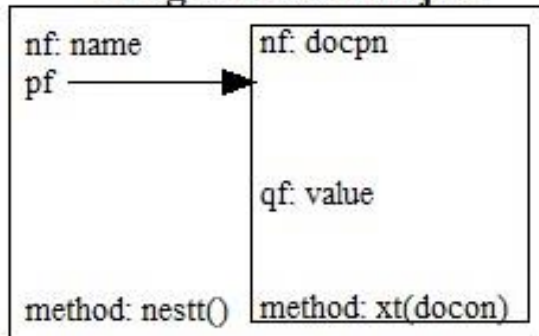 nf: name
pf
method: nestt()
nf: docpn
qf: value
method: xt(docon)